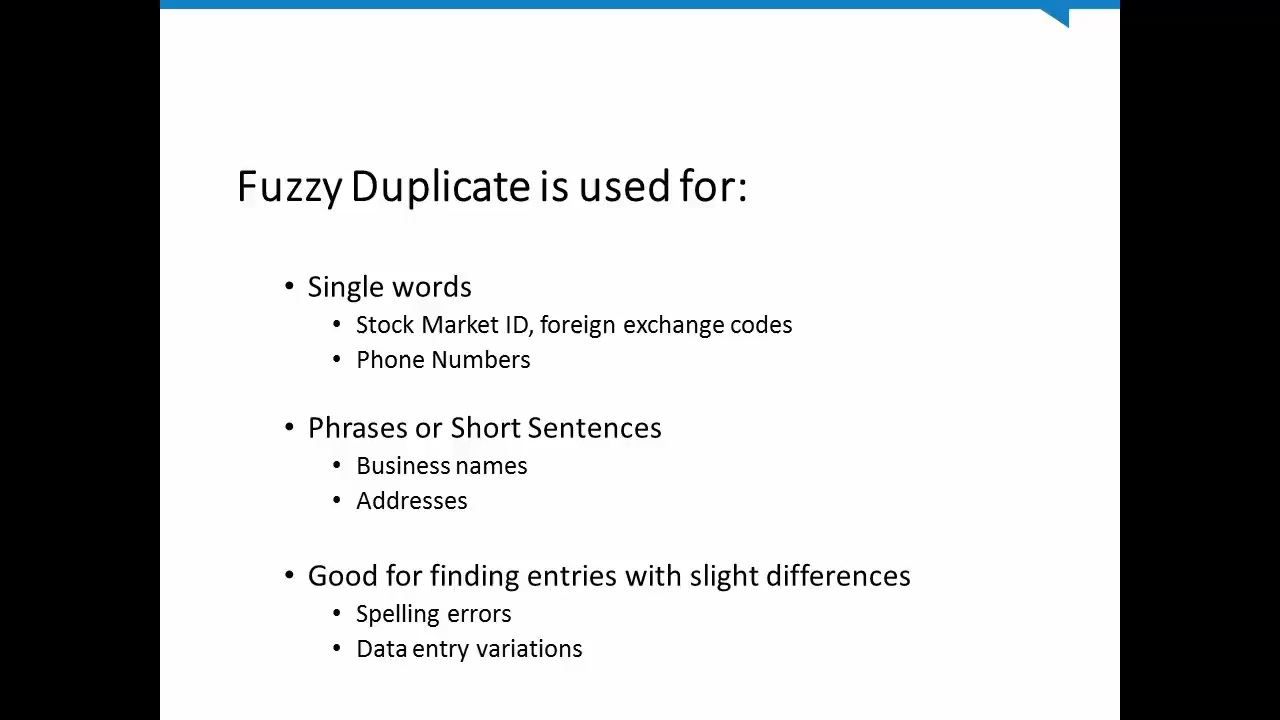 Fuzzy Duplicate is used for:
• Single words
• Stock Market ID, foreign exchange codes
• Phone Numbers
• Phrases or Short Sentences
• Business names
• Addresses
• Good for finding entries with slight differences
• Spelling errors
• Data entry variations